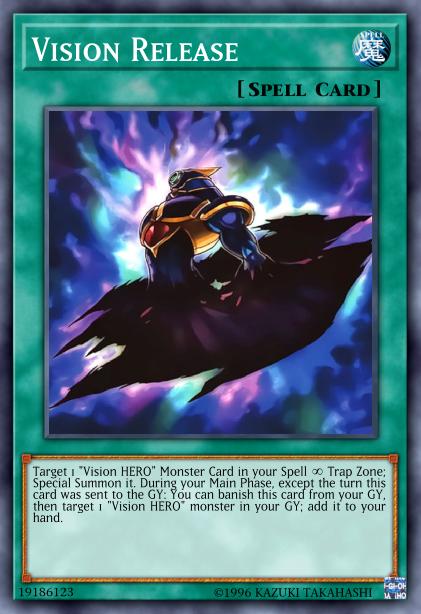 VISION RELEASE
SPELL
魔
[SPELL CARD]
Target 1 "Vision HERO" Monster Card in your Spell ∞ Trap Zone;
Special Summon it. During your Main Phase, except the turn this
card was sent to the GY: You can banish this card from your GY,
then target 1 "Vision HERO" monster in your GY; add it to your
hand.
19186123
©1996 KAZUKI TAKAHASHI